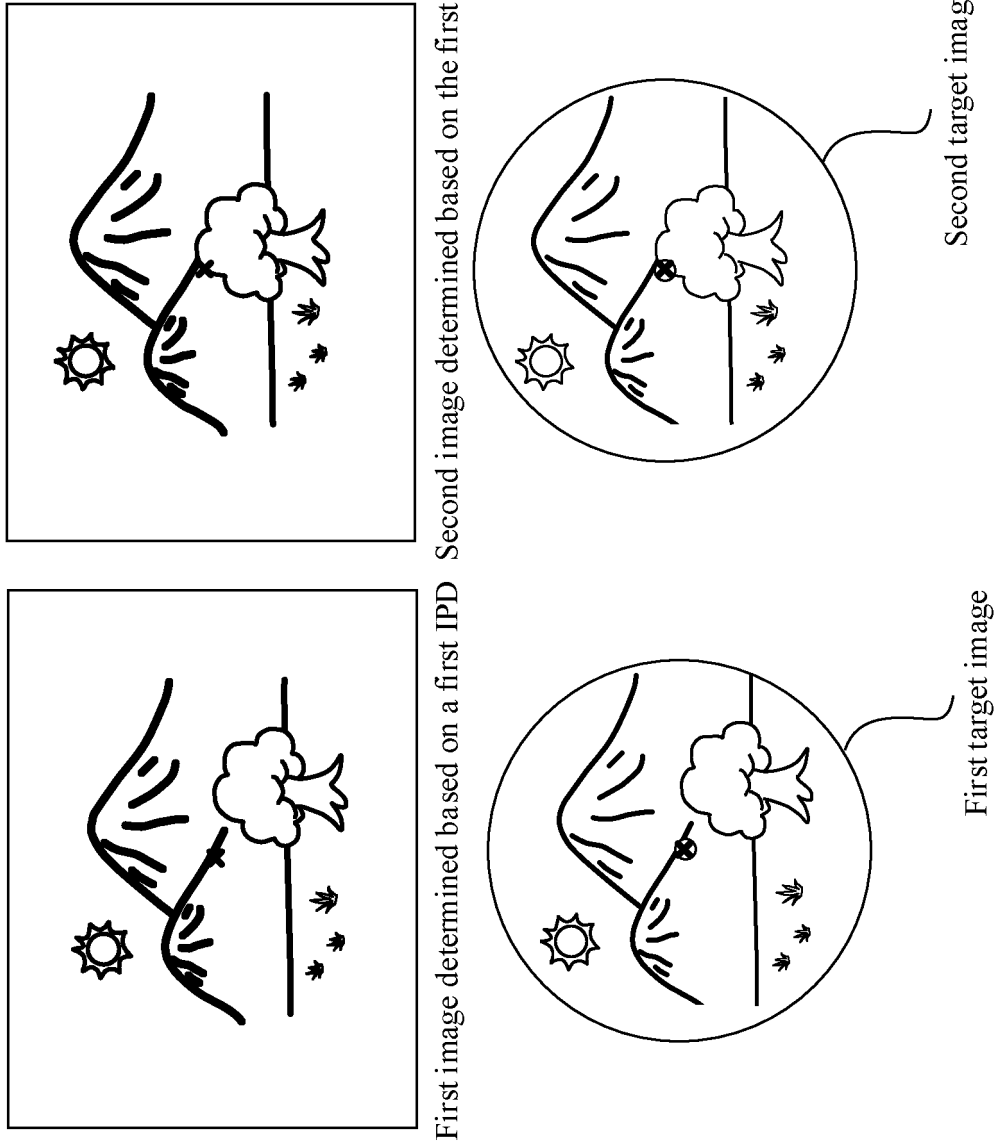 First image determined based on a first IPD
Second image determined based on the first
First target image
Second target imag